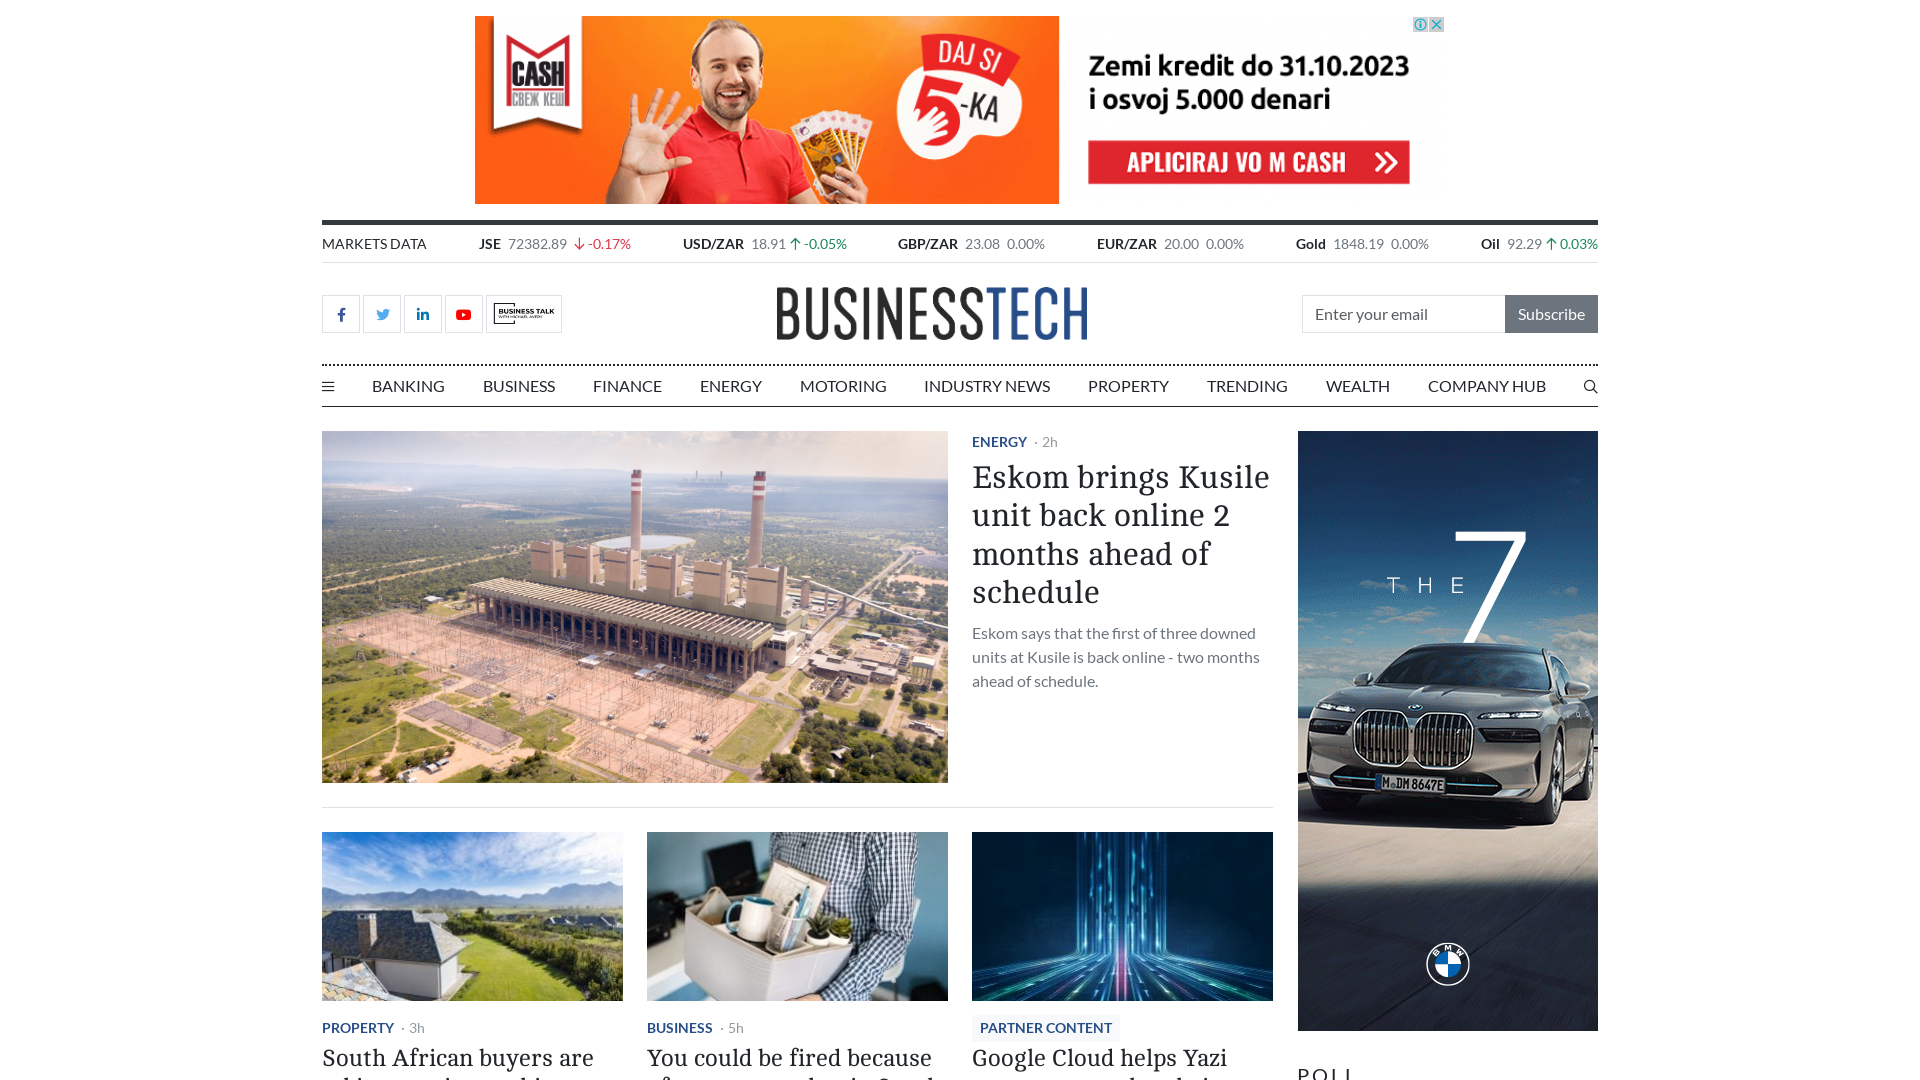 CASH
СВЕЖ КЕШ
DAJ SI
5-KA
Zemi kredit do 31.10.2023
i osvoj 5.000 denari
APLICIRAJ VO M CASH
MARKETS DATA JSE 72382.89 -0.17% USD/ZAR 18.91 -0.05% GBP/ZAR 23.08 0.00% EUR/ZAR 20.00 0.00% Gold 1848.19 0.00% Oil 92.29 0.03%
BUSINESS TALK
WITH MICHAEL AVERY
BUSINESSTECH
Enter your email Subscribe
BANKING BUSINESS FINANCE ENERGY MOTORING INDUSTRY NEWS PROPERTY TRENDING WEALTH COMPANY HUB
ENERGY · 2h
Eskom brings Kusile
unit back online 2
months ahead of
schedule
Eskom says that the first of three downed
units at Kusile is back online - two months
ahead of schedule.
THE 7
M DM 8647E
BMW
PROPERTY · 3h
South African buyers are
BUSINESS · 5h
You could be fired because
PARTNER CONTENT
Google Cloud helps Yazi
POLL